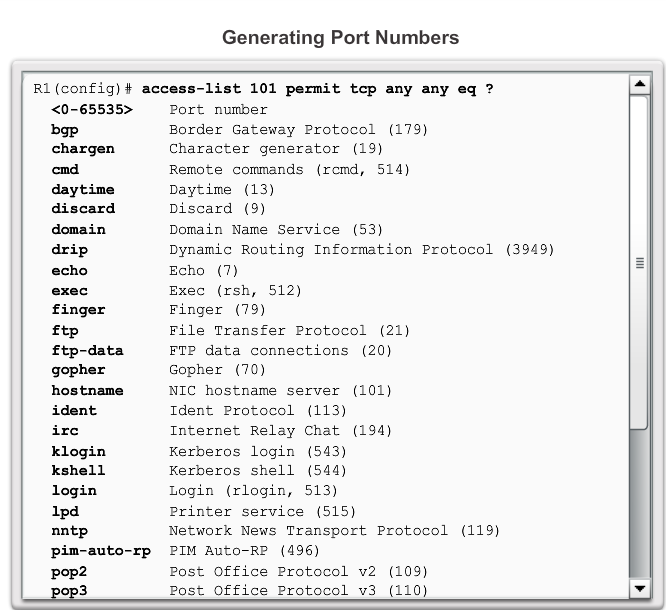 Generating Port Numbers
R1(config)# access-list 101 permit tcp any any eq ?
<0-65535> Port number
bgp Border Gateway Protocol (179)
chargen Character generator (19)
cmd Remote commands (rcmd, 514)
daytime Daytime (13)
discard Discard (9)
domain Domain Name Service (53)
drip Dynamic Routing Information Protocol (3949)
echo Echo (7)
exec Exec (rsh, 512)
finger Finger (79)
ftp File Transfer Protocol (21)
ftp-data FTP data connections (20)
gopher Gopher (70)
hostname NIC hostname server (101)
ident Ident Protocol (113)
irc Internet Relay Chat (194)
klogin Kerberos login (543)
kshell Kerberos shell (544)
login Login (rlogin, 513)
lpd Printer service (515)
nntp Network News Transport Protocol (119)
pim-auto-rp PIM Auto-RP (496)
pop2 Post Office Protocol v2 (109)
pop3 Post Office Protocol v3 (110)